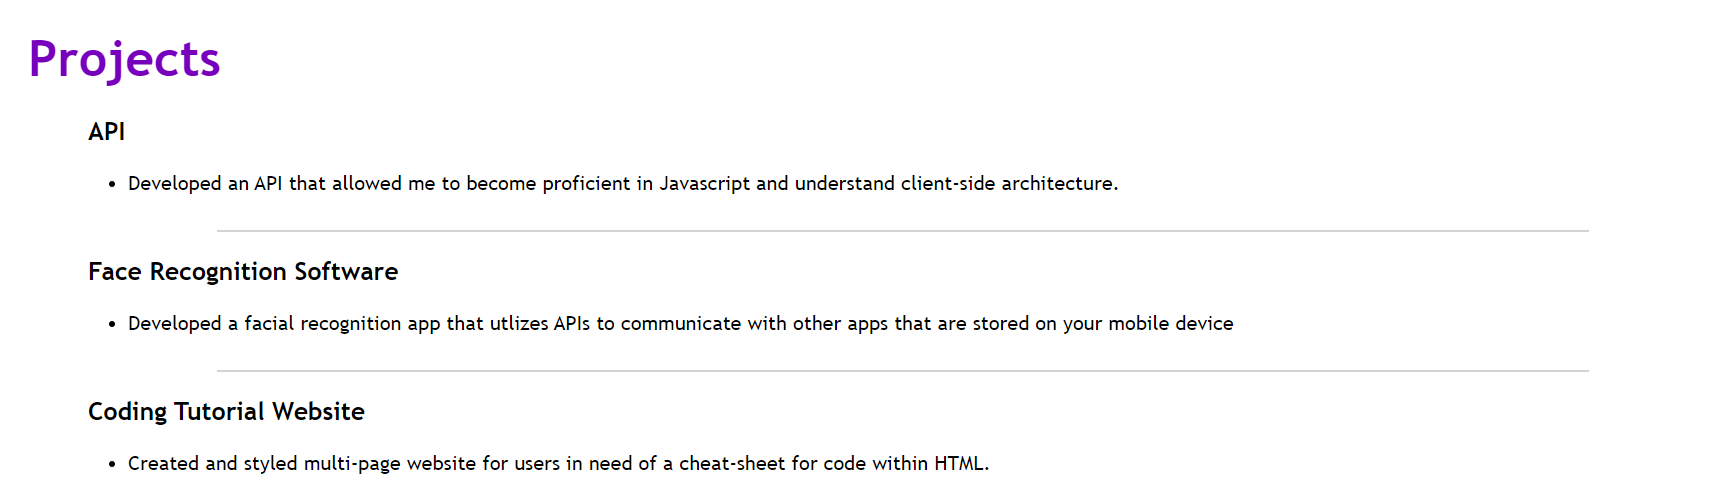 Projects
API
• Developed an API that allowed me to become proficient in Javascript and understand client-side architecture.
Face Recognition Software
• Developed a facial recognition app that utlizes APIs to communicate with other apps that are stored on your mobile device
Coding Tutorial Website
• Created and styled multi-page website for users in need of a cheat-sheet for code within HTML.